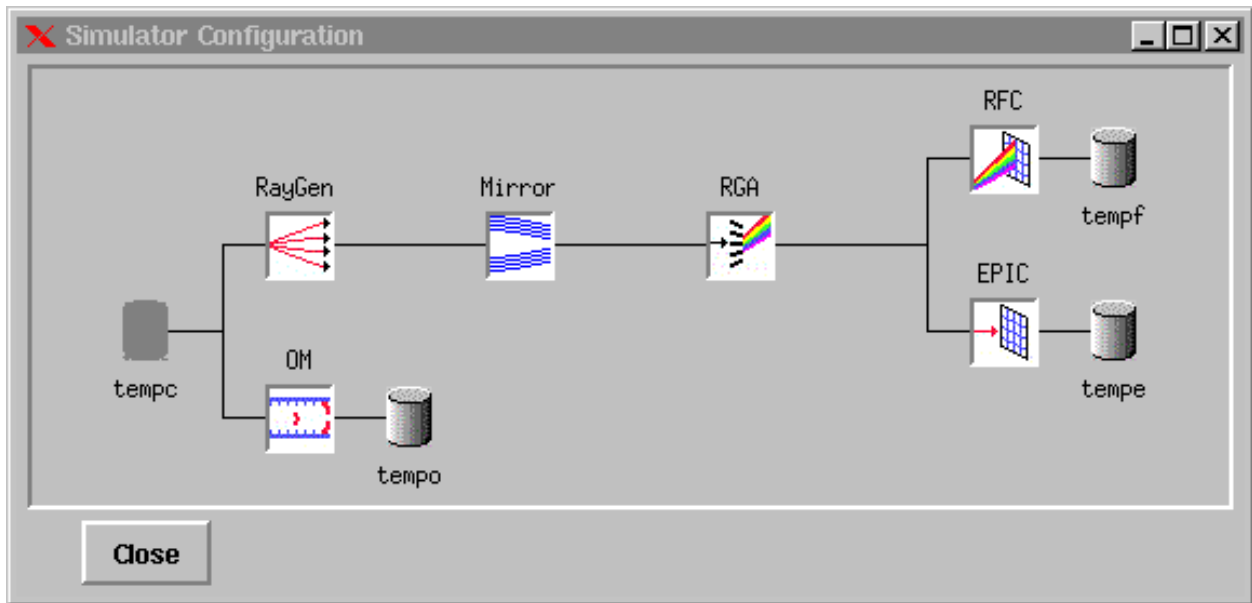 Simulator Configuration
RFC
RayGen
Mirror
RGA
tempf
EPIC
OM
tempc
tempe
tempo
Close